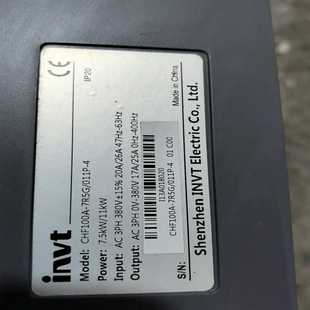 invt
CE
IP20
Model: CHF100A-7R5G/011P-4
Power: 7.5kW/11kW
Input: AC 3PH 380V±15% 20A/26A 47Hz-63Hz
Output: AC 3PH 0V-380V 17A/25A 0Hz-400Hz
I13A018020
CHF100A-7R5G/011P-4 01 C00
S/N:
Made in China
Shenzhen INVT Electric Co., Ltd.